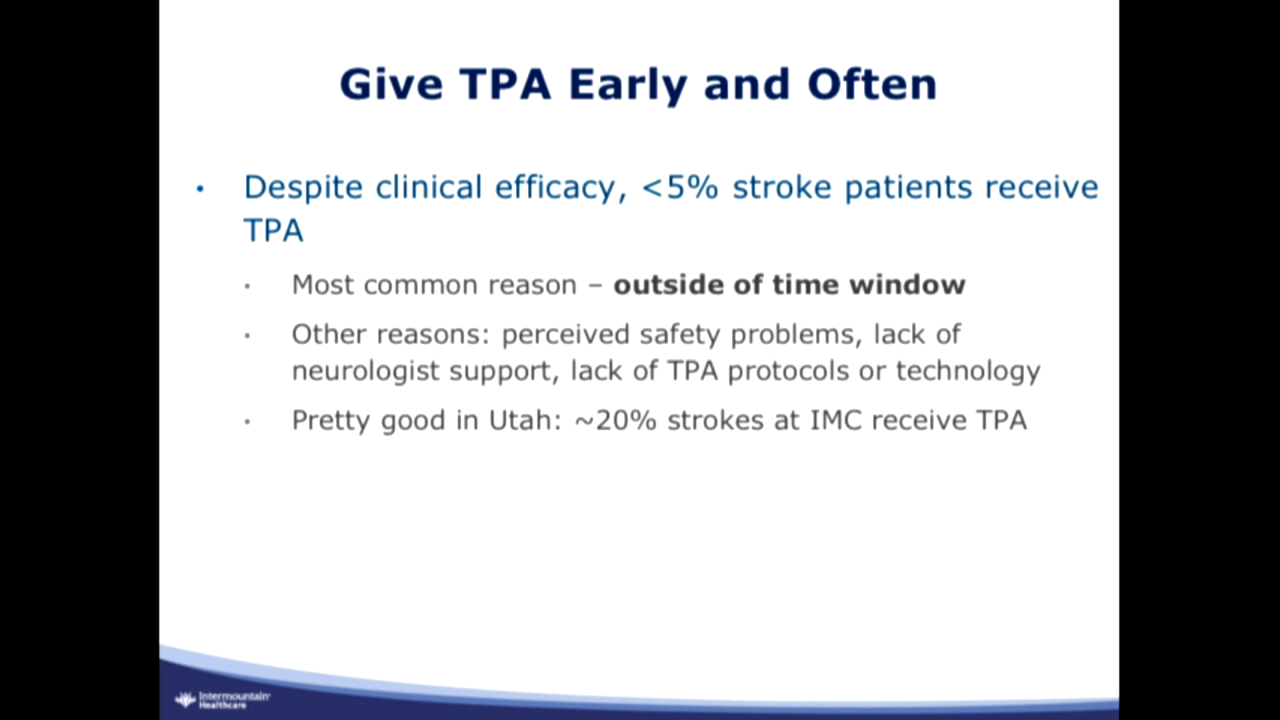 Give TPA Early and Often
• Despite clinical efficacy, <5% stroke patients receive
TPA
• Most common reason – outside of time window
• Other reasons: perceived safety problems, lack of
neurologist support, lack of TPA protocols or technology
• Pretty good in Utah: ~20% strokes at IMC receive TPA
Intermountain
Healthcare